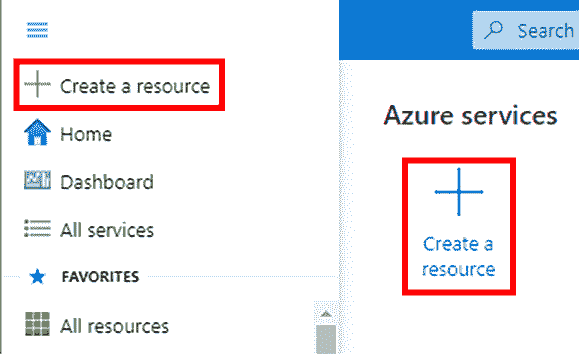 Create a resource
Home
Dashboard
All services
FAVORITES
All resources
Search
Azure services
Create a
resource